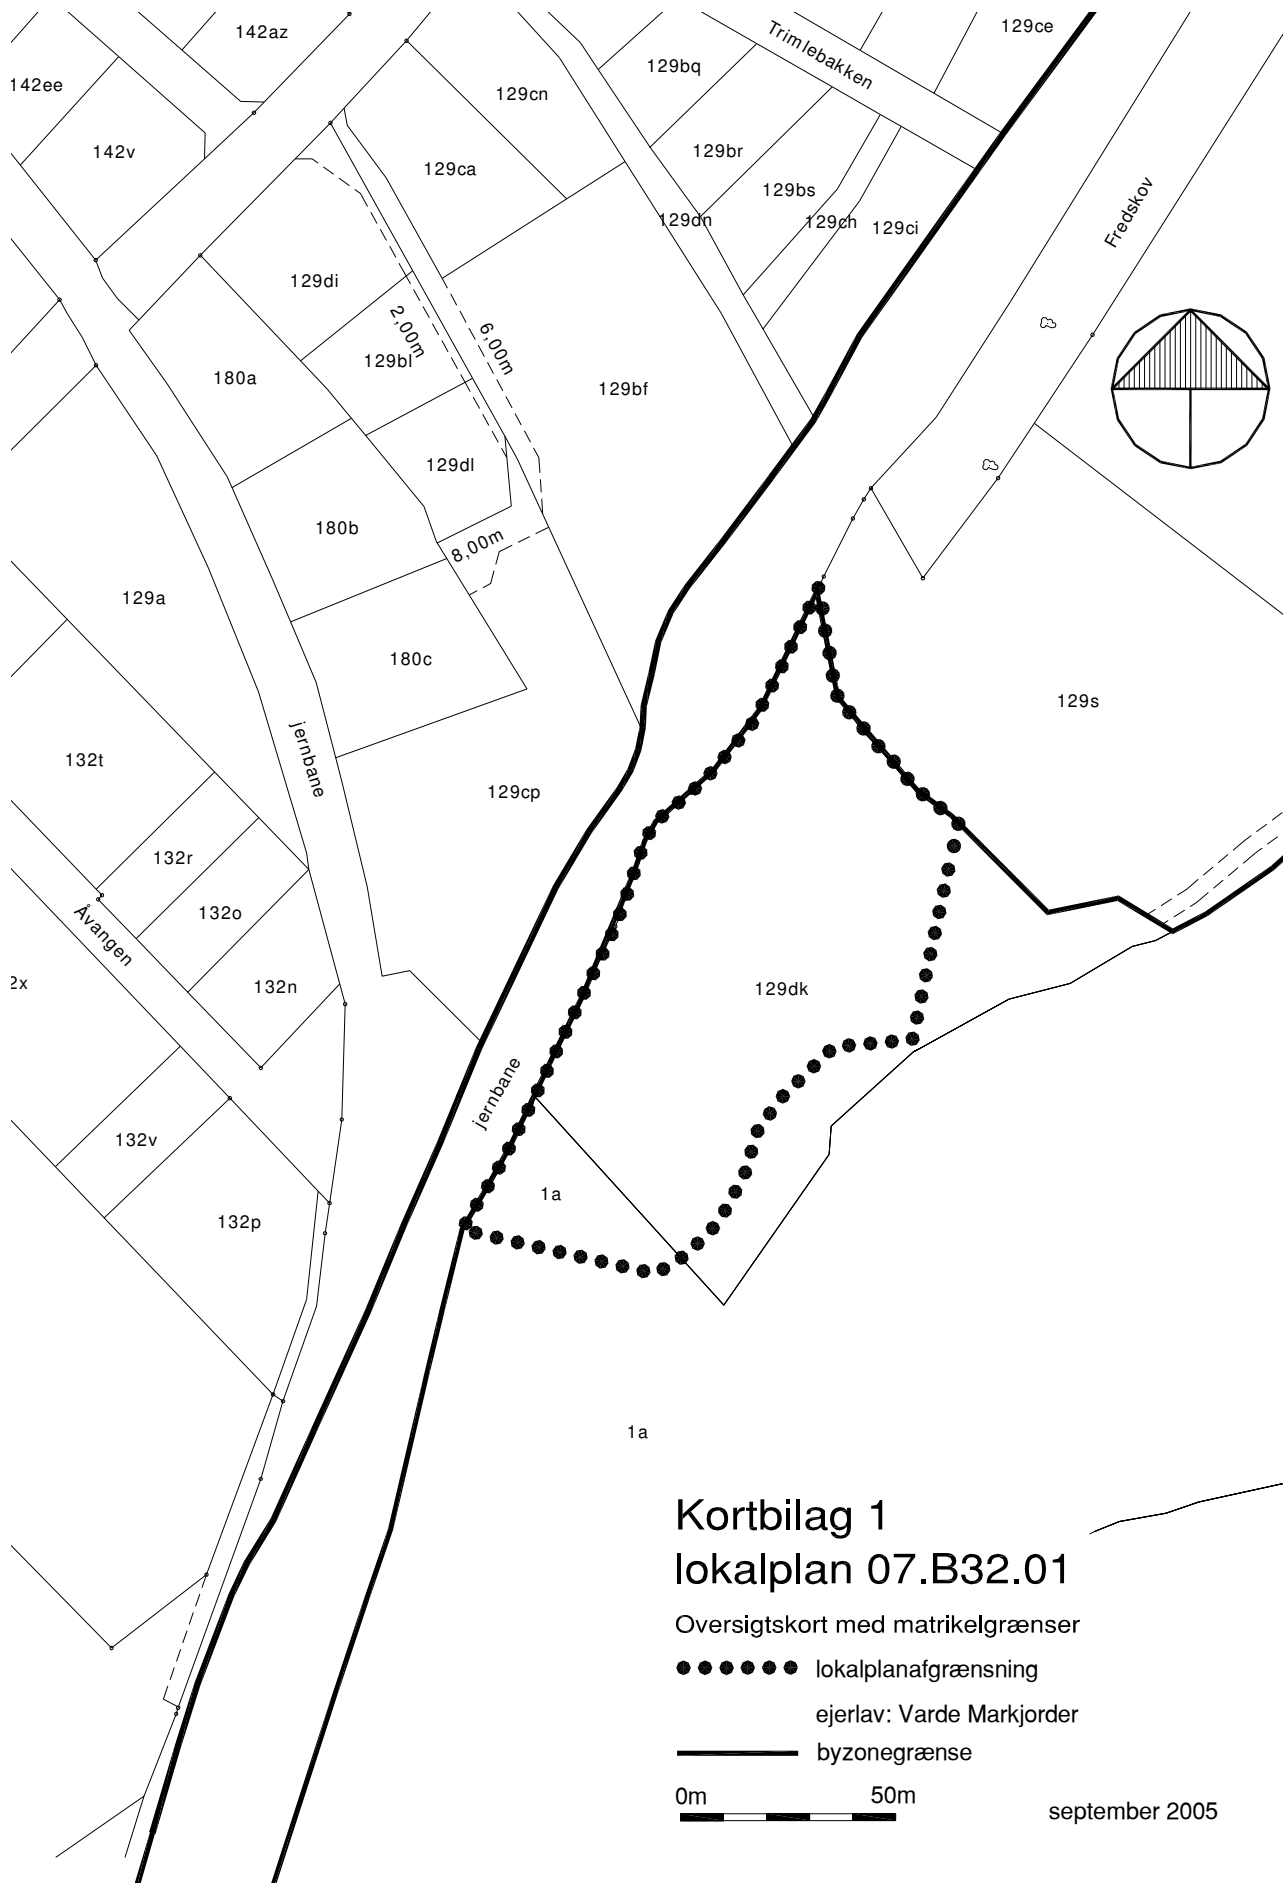 142az
129ce
Trimlebakken
129bq
142ee
129cn
142v
129br
129ca
129bs
129dn
129ch
129ci
Fredskov
129di
2,00m
6,00m
129bl
180a
129bf
129dl
180b
8,00m
129a
180c
129s
jernbane
132t
129cp
132r
132o
Åvangen
2x
132n
129dk
jernbane
132v
1a
132p
1a
Kortbilag 1
lokalplan 07.B32.01
Oversigtskort med matrikelgrænser
lokalplanafgrænsning
ejerlav: Varde Markjorder
byzonegrænse
0m 50m
september 2005